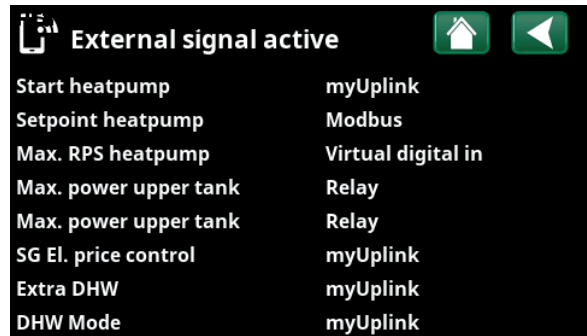 External signal active
Start heatpump myUplink
Setpoint heatpump Modbus
Max. RPS heatpump Virtual digital in
Max. power upper tank Relay
Max. power upper tank Relay
SG El. price control myUplink
Extra DHW myUplink
DHW Mode myUplink